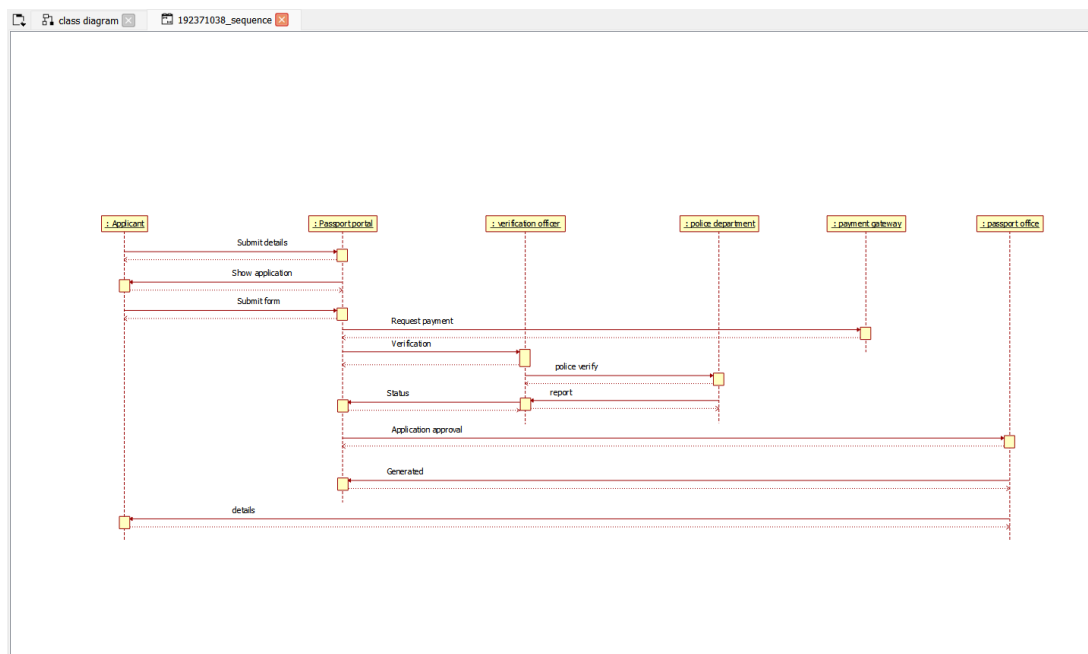 class diagram
192371038_sequence
: Applicant
: Passport portal
: verification officer
: police department
: payment gateway
: passport office
Submit details
Show application
Submit form
Request payment
Verification
police verify
report
Status
Application approval
Generated
details